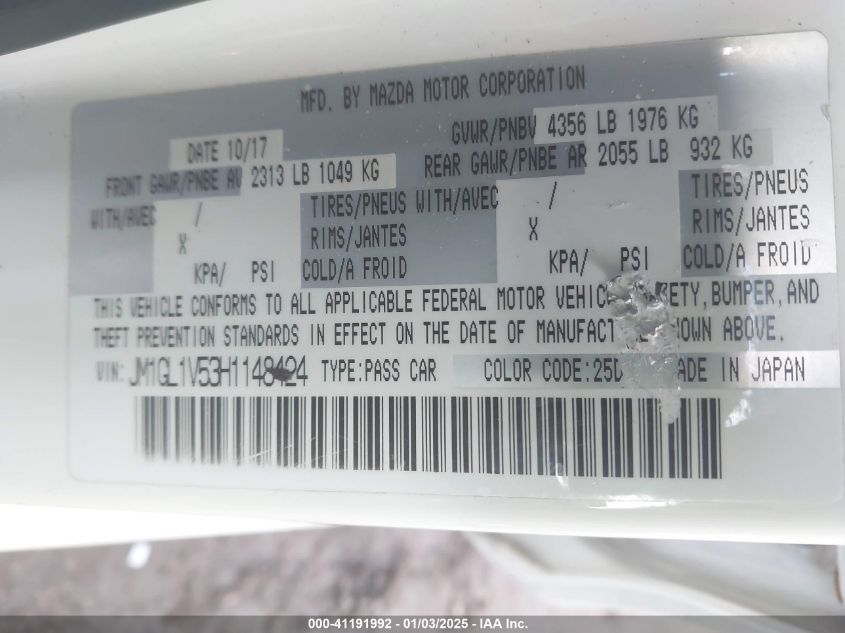 MFD. BY MAZDA MOTOR CORPORATION
DATE 10/17 GVWR/PNBV 4356 LB 1976 KG
FRONT GAWR/PNBE AV 2313 LB 1049 KG REAR GAWR/PNBE AR 2055 LB 932 KG
WITH/AVEC / TIRES/PNEUS WITH/AVEC / TIRES/PNEUS
X RIMS/JANTES X RIMS/JANTES
KPA/ PSI COLD/A FROID KPA/ PSI COLD/A FROID
THIS VEHICLE CONFORMS TO ALL APPLICABLE FEDERAL MOTOR VEHIC ETY, BUMPER, AND
THEFT PREVENTION STANDARDS IN EFFECT ON THE DATE OF MANUFACT OWN ABOVE.
VIN: JM1GL1V53H1148424 TYPE:PASS CAR COLOR CODE:25D ADE IN JAPAN
000-41191992 - 01/03/2025 - IAA Inc.